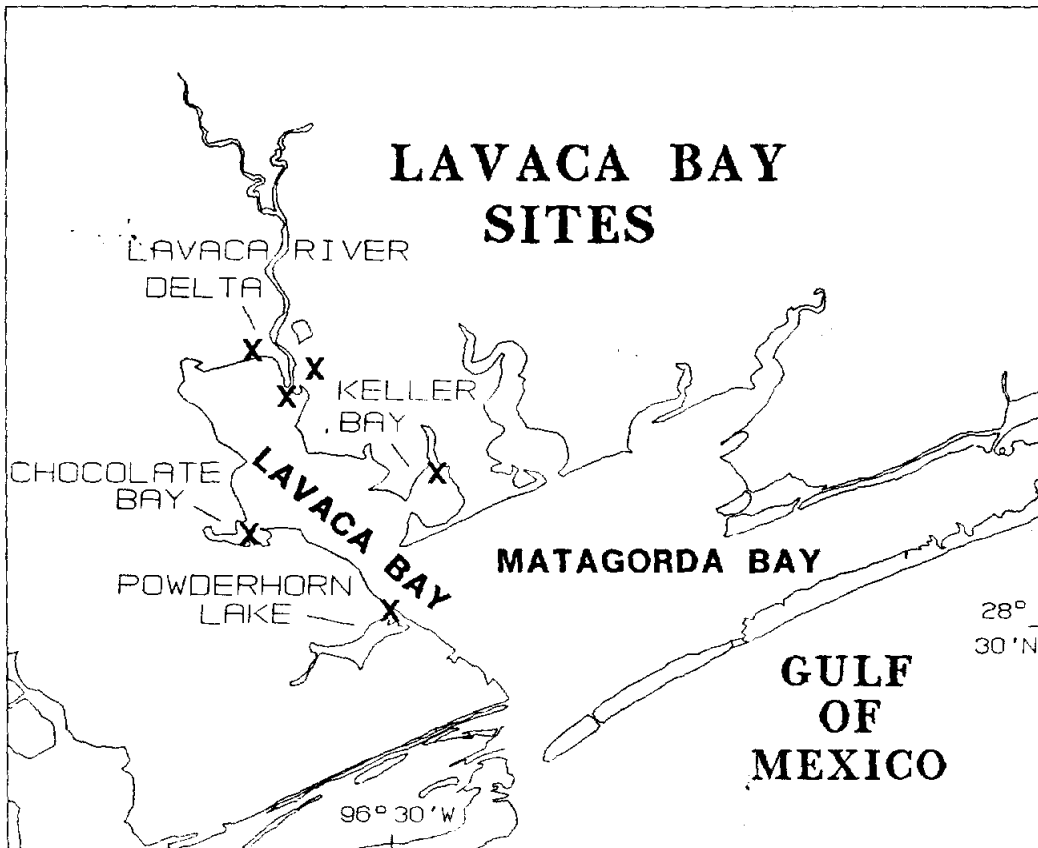 LAVACA BAY
SITES
LAVACA RIVER
DELTA
X
X
X
KELLER
BAY
X
CHOCOLATE
BAY
X
LAVACA BAY
MATAGORDA BAY
POWDERHORN
LAKE
X
28°
30'N
GULF
OF
MEXICO
96°30'W